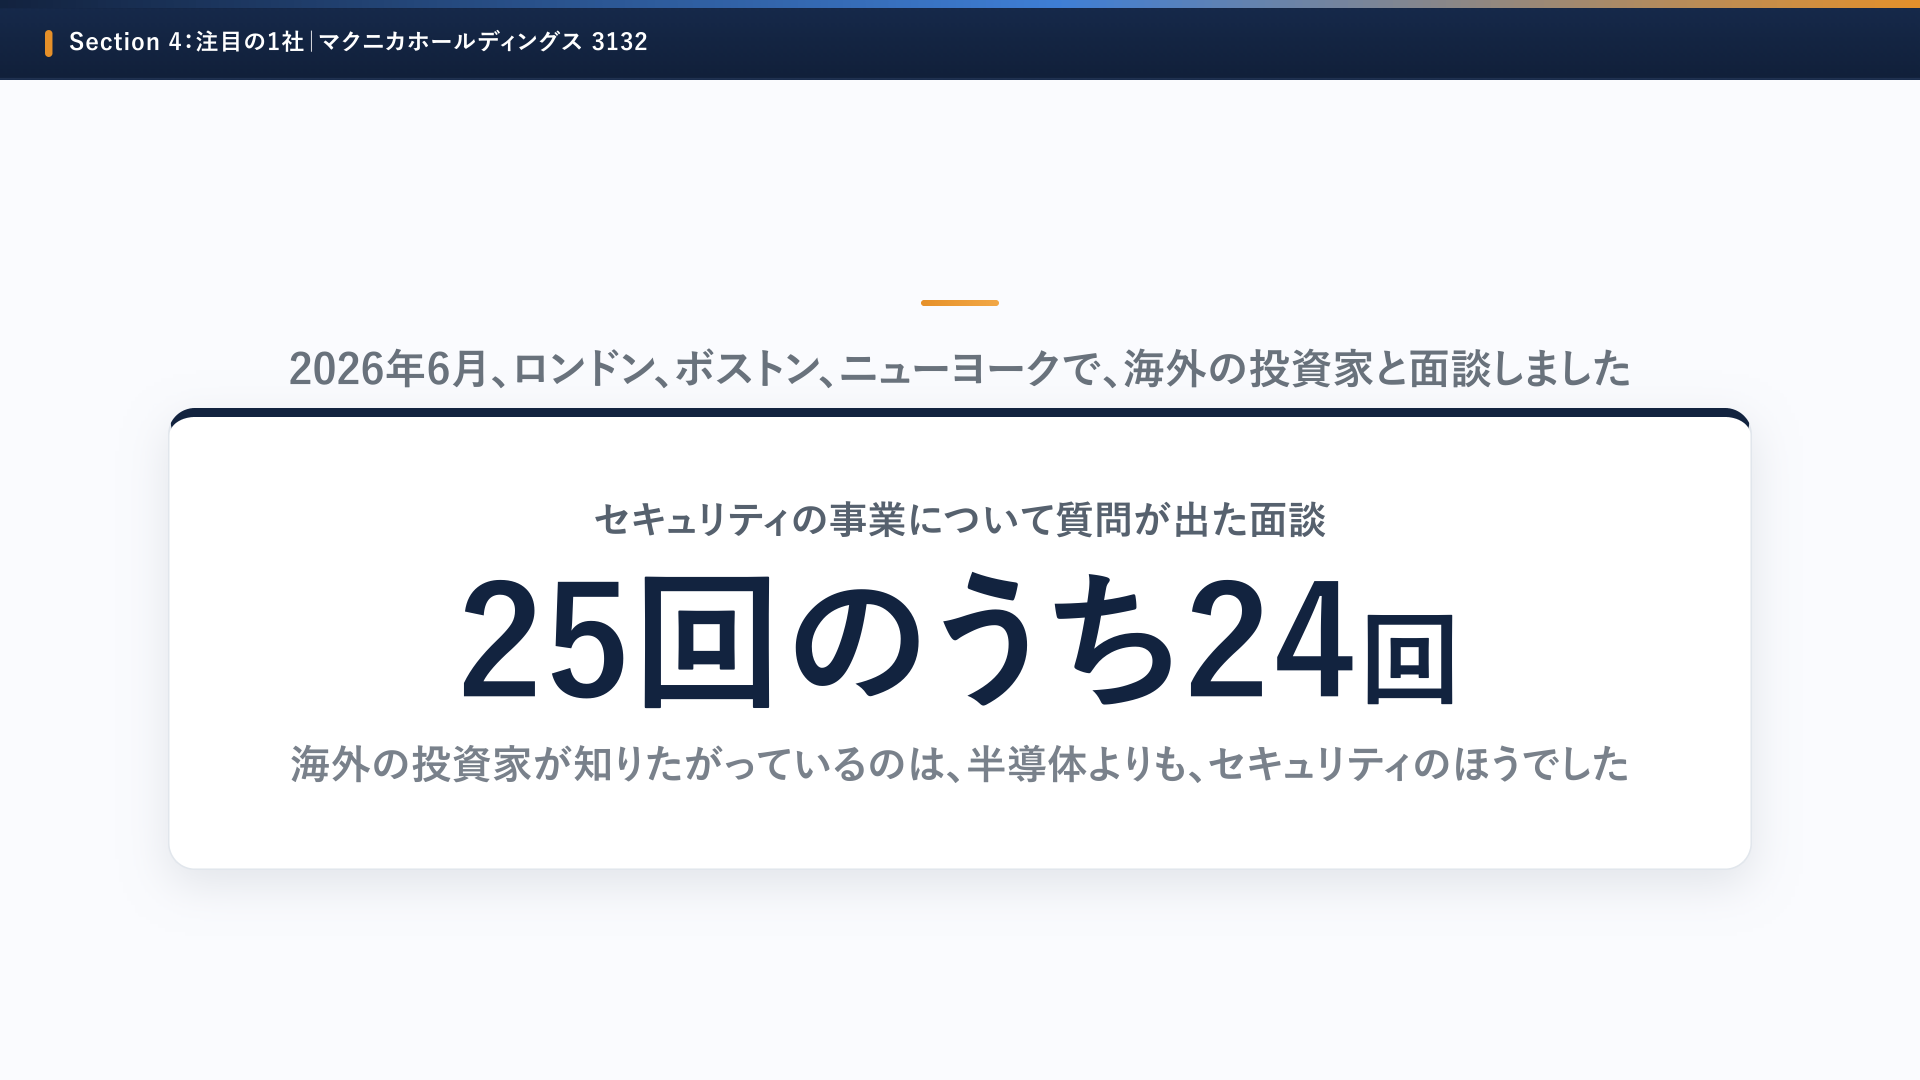 Section 4：注目の1社｜マクニカホールディングス 3132
2026年6月、ロンドン、ボストン、ニューヨークで、海外の投資家と面談しました
セキュリティの事業について質問が出た面談
25回のうち24回
海外の投資家が知りたがっているのは、半導体よりも、セキュリティのほうでした